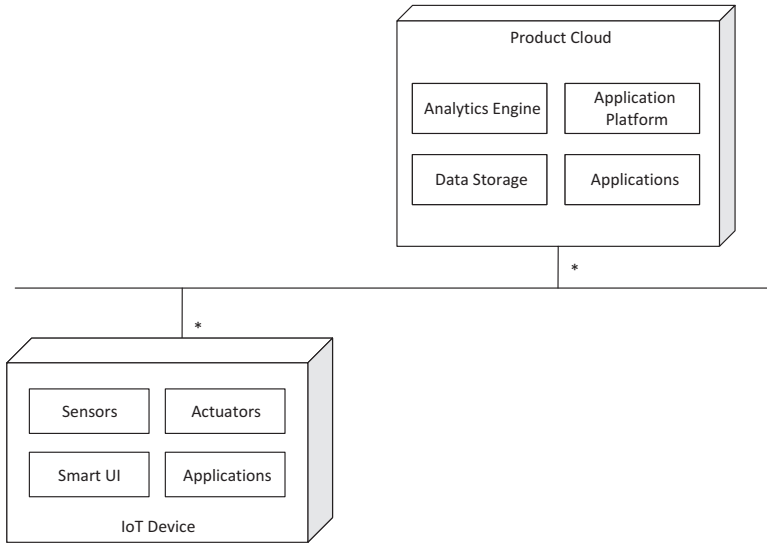 Product Cloud
Analytics Engine
Application
Platform
Data Storage
Applications
*
*
Sensors
Actuators
Smart UI
Applications
IoT Device